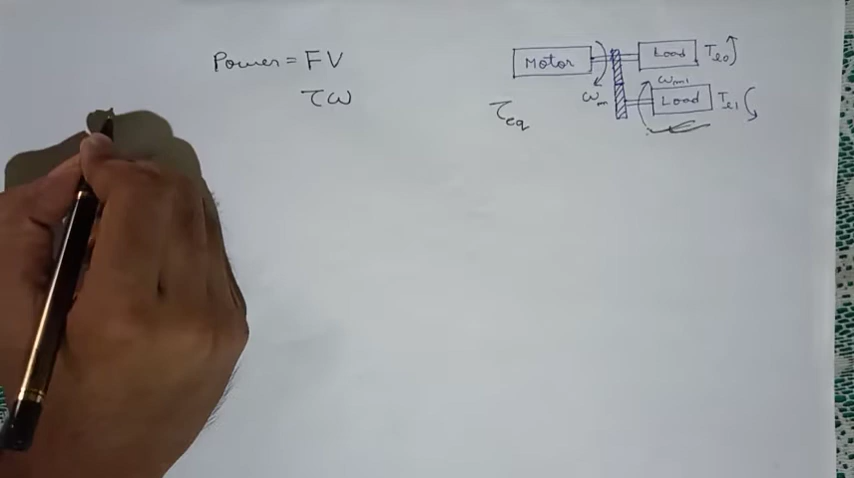 Power = FV
τω
τeq
Motor
Load
Tl0
ωm
ωm1
Load
Tl1